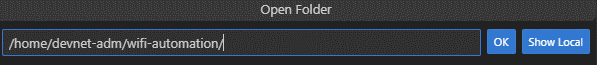 Open Folder
/home/devnet-adm/wifi-automation/
OK
Show Local